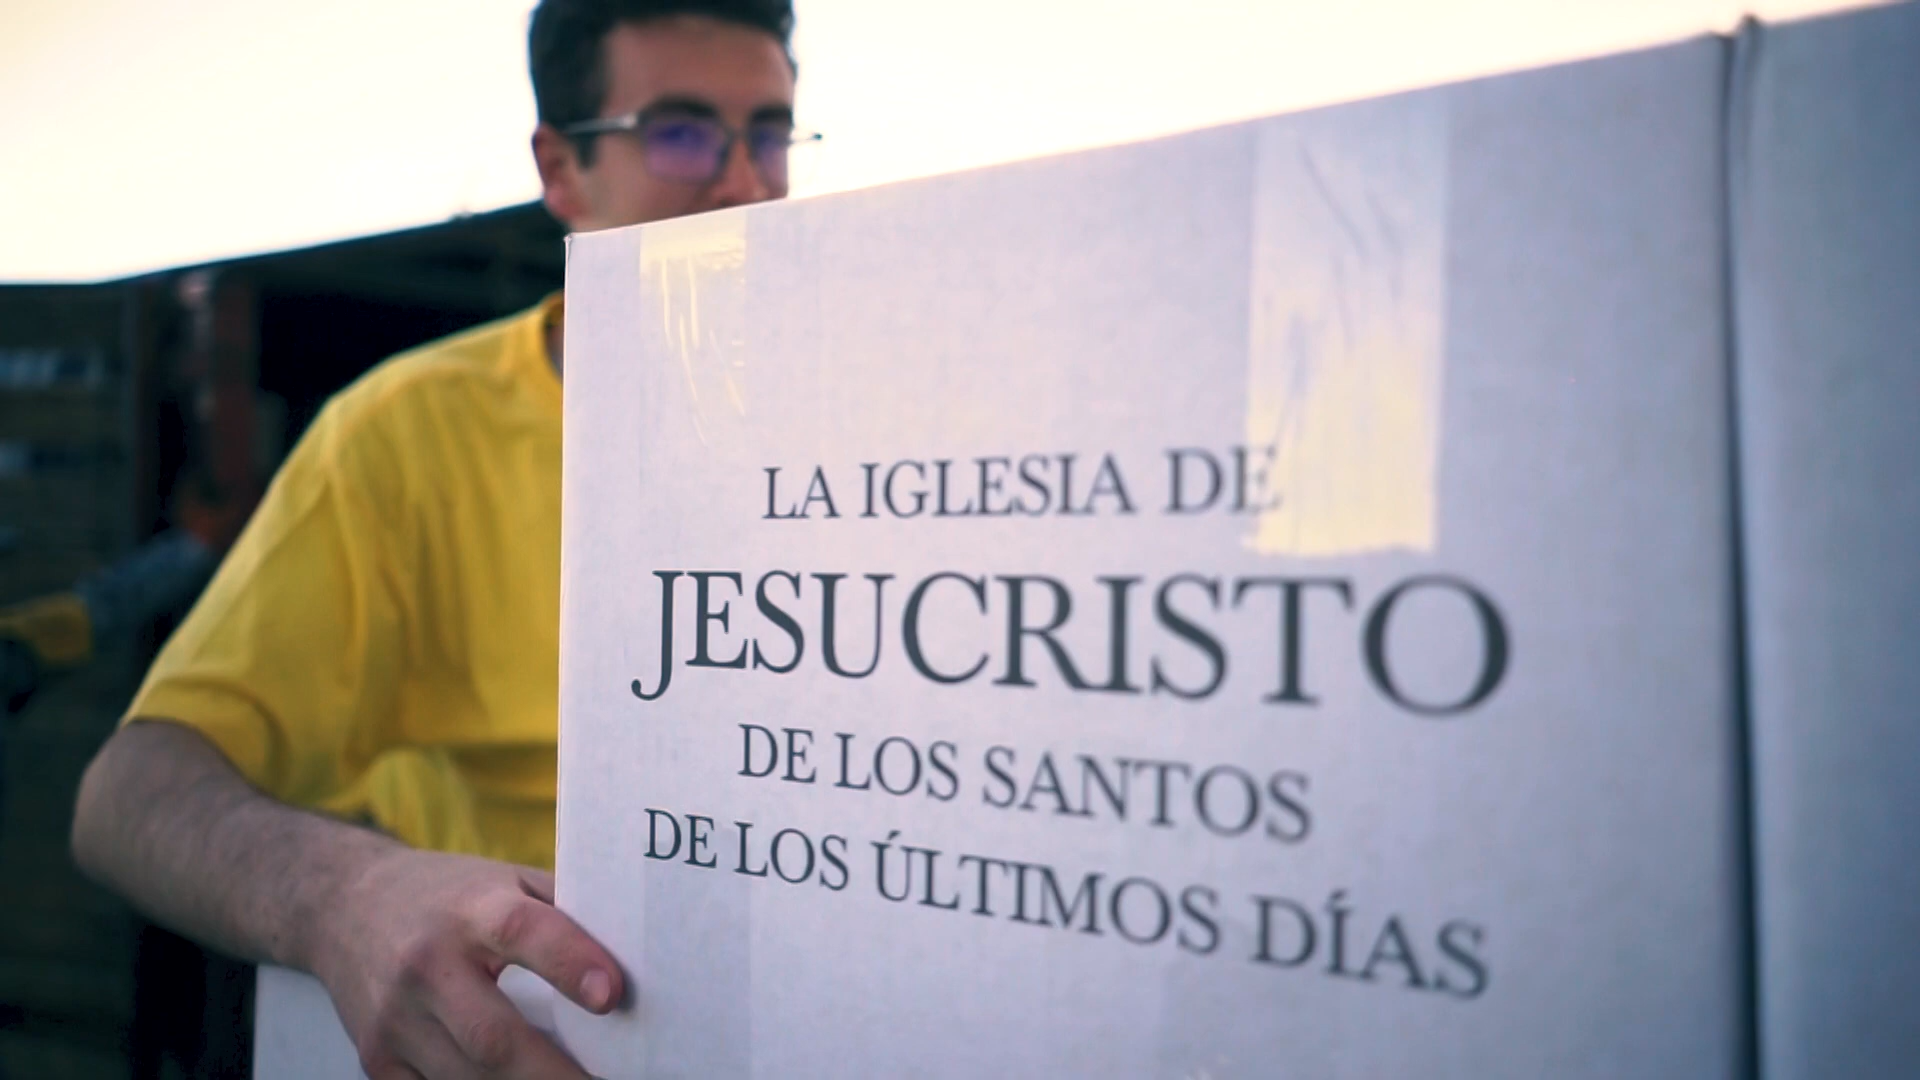 LA IGLESIA DE
JESUCRISTO
DE LOS SANTOS
DE LOS ÚLTIMOS DÍAS